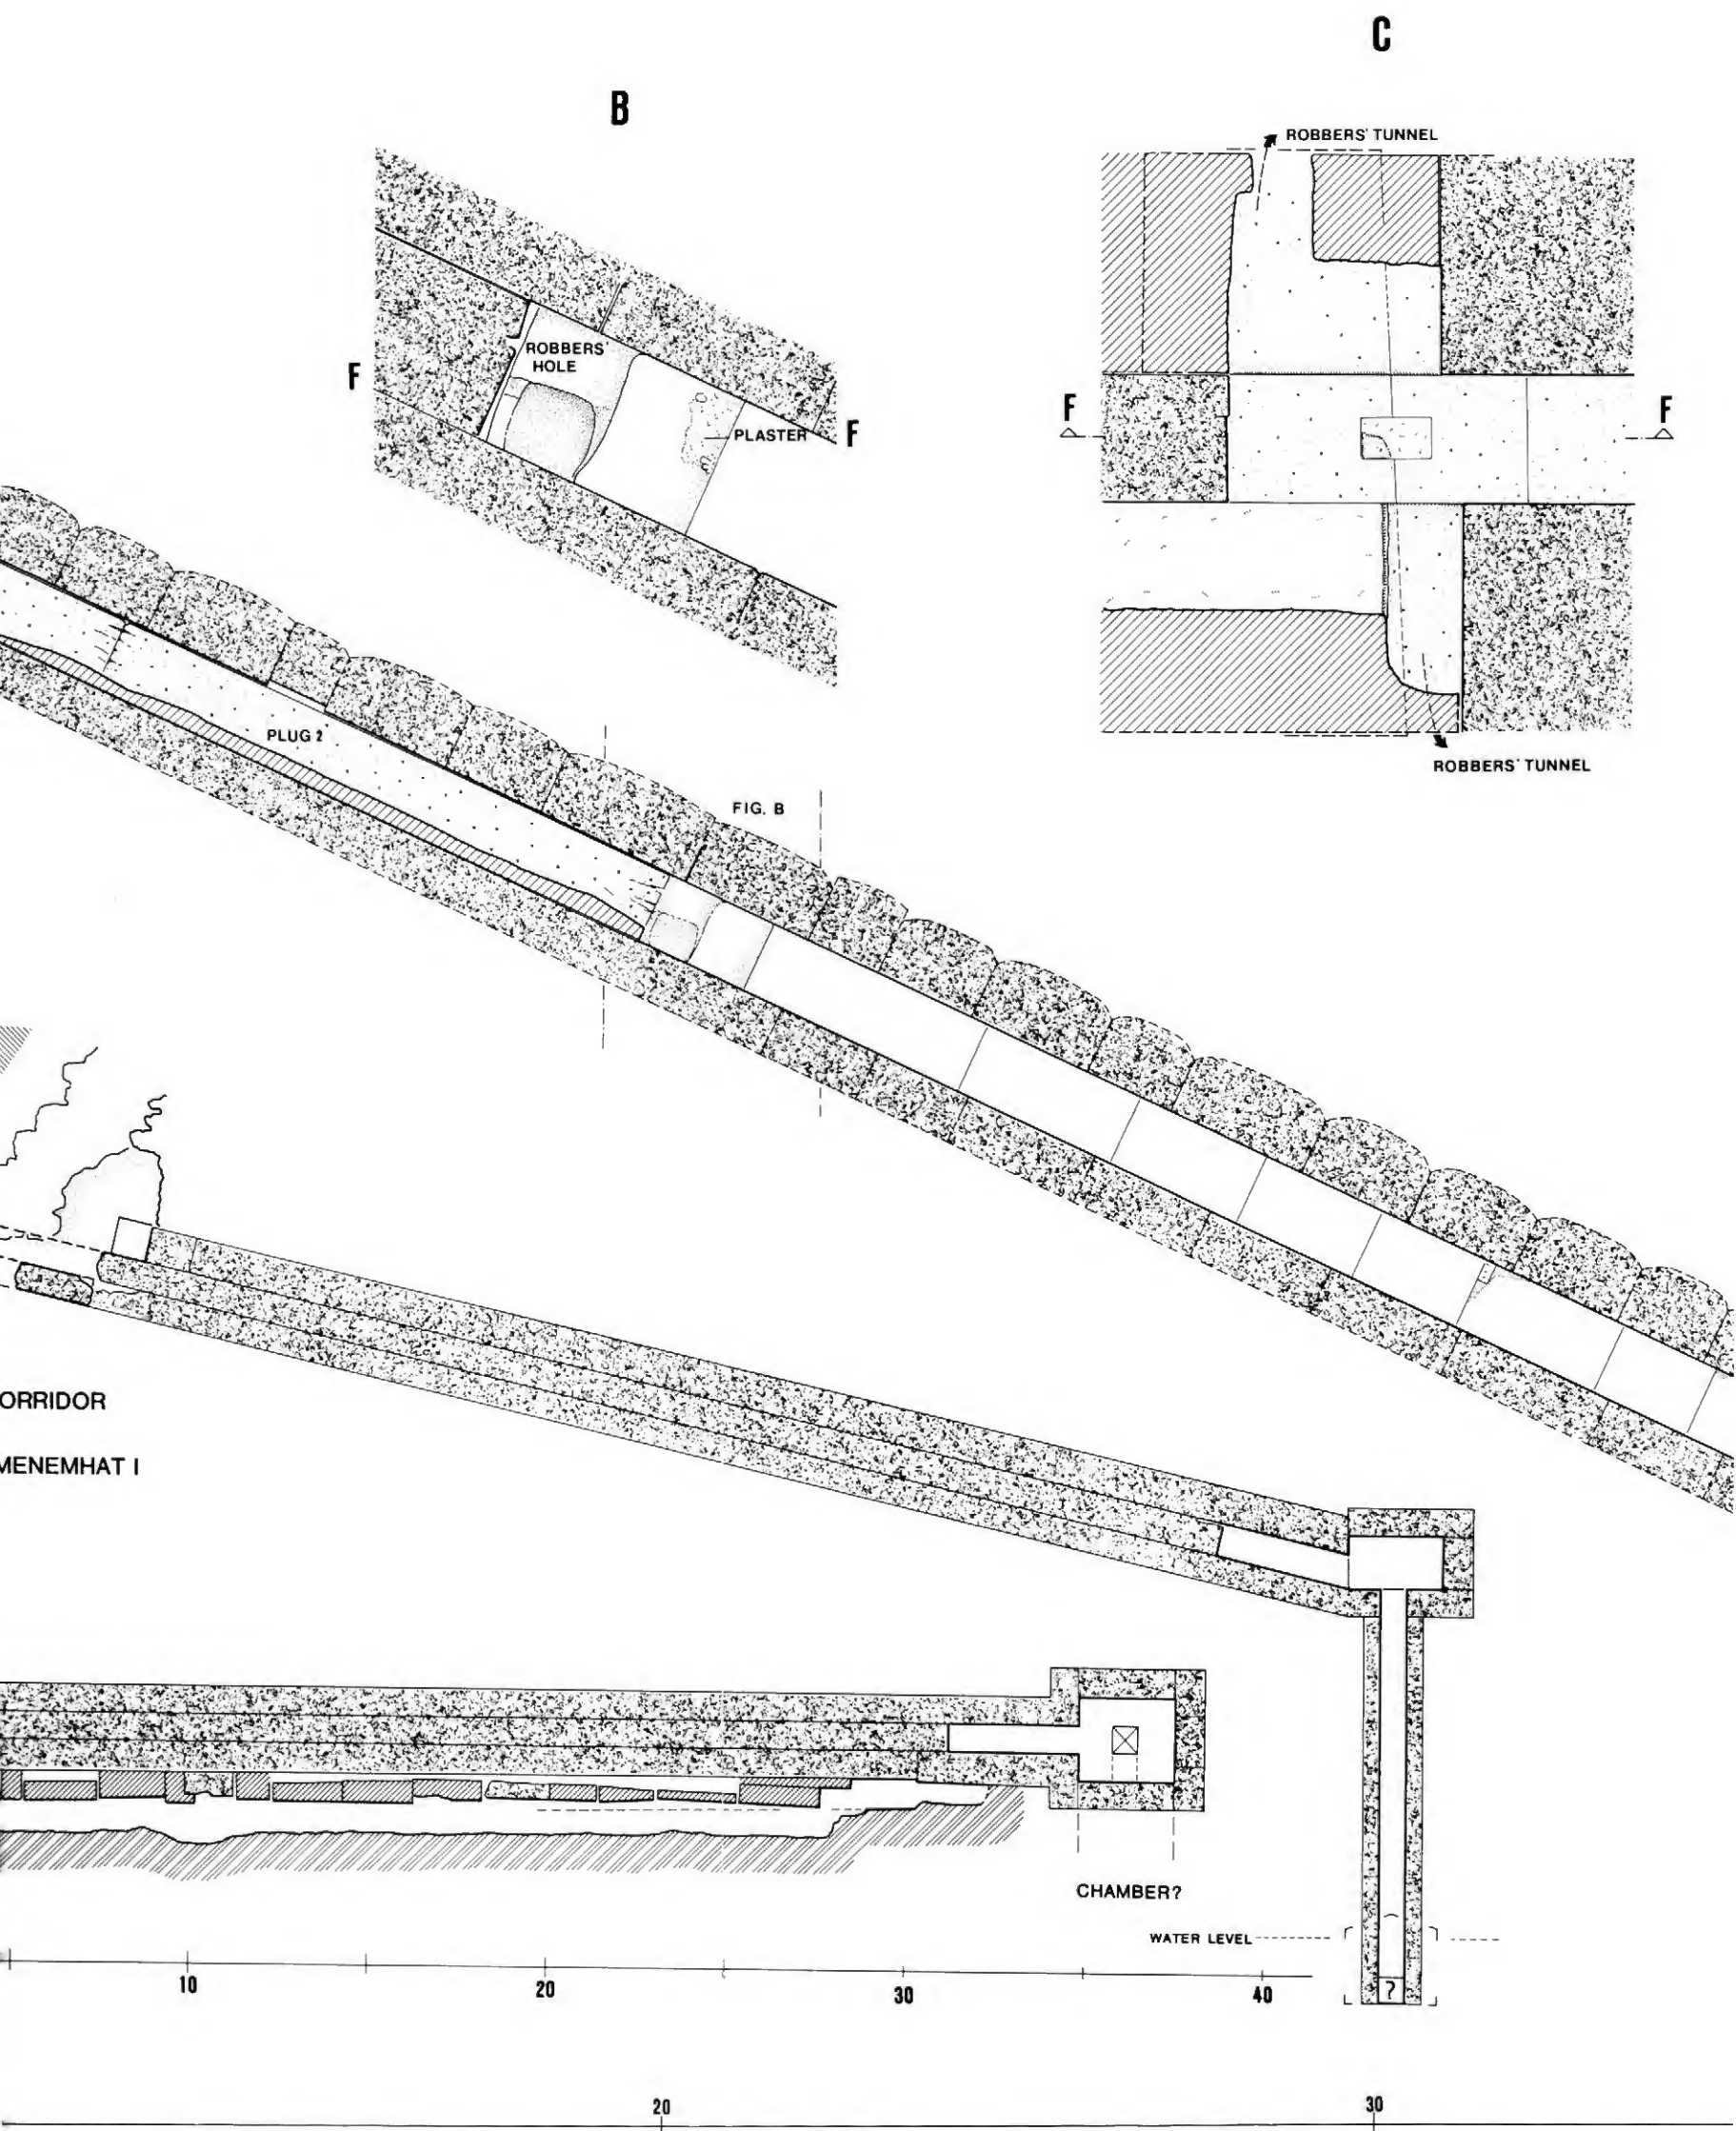 C
B
ROBBERS' TUNNEL
ROBBERS'
HOLE
F
F
PLASTER
F
F
PLUG 2
ROBBERS' TUNNEL
FIG. B
ORRIDOR
MENEMHAT I
CHAMBER?
WATER LEVEL
?
10
20
30
40
20
30